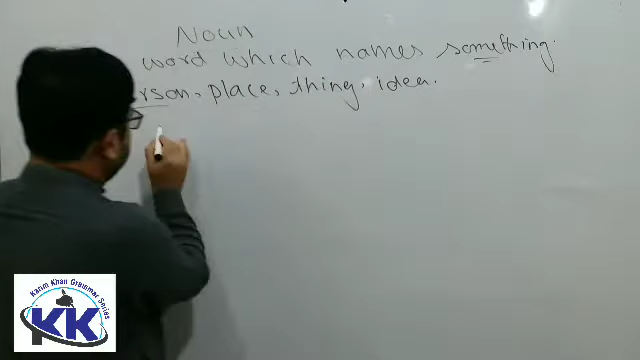 Noun
word which names something.
rson, place, thing, idea.
Karim Khan Grammar Series
KK